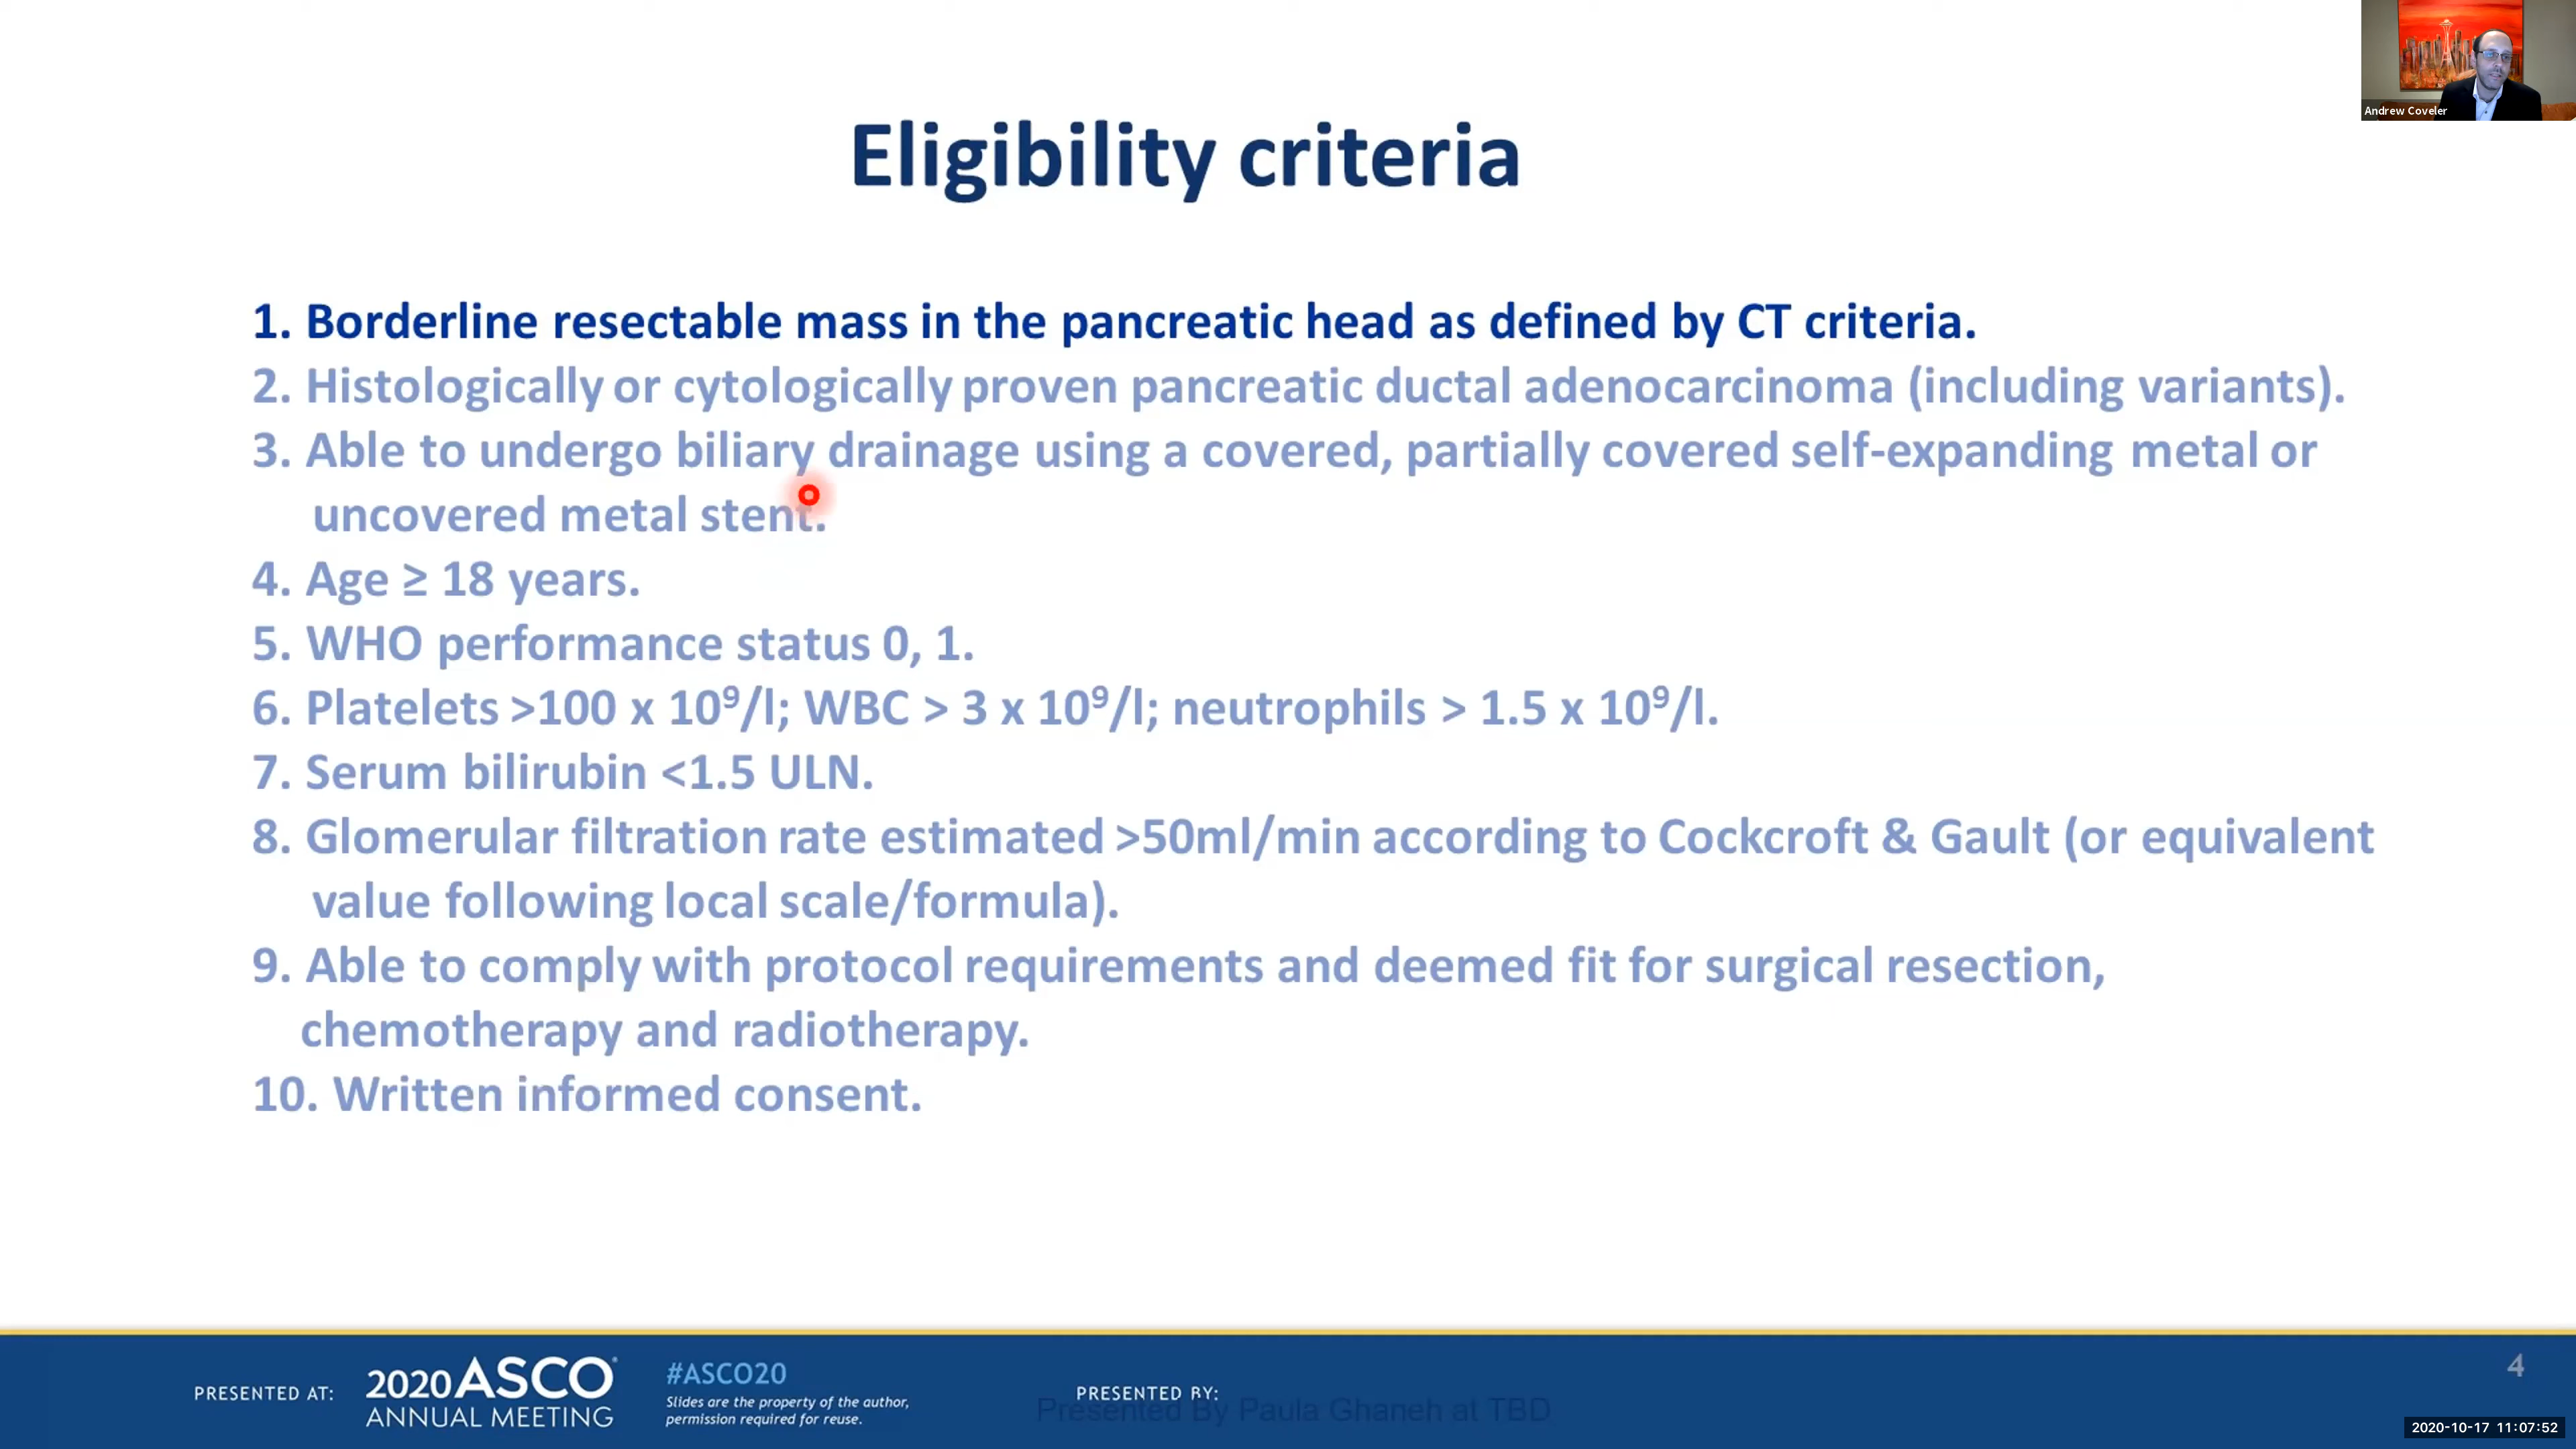 Andrew Coveler
Eligibility criteria
1. Borderline resectable mass in the pancreatic head as defined by CT criteria.
2. Histologically or cytologically proven pancreatic ductal adenocarcinoma (including variants).
3. Able to undergo biliary drainage using a covered, partially covered self-expanding metal or
uncovered metal stent.
4. Age ≥ 18 years.
5. WHO performance status 0, 1.
6. Platelets >100 x 10⁹/l; WBC > 3 x 10⁹/l; neutrophils > 1.5 x 10⁹/l.
7. Serum bilirubin <1.5 ULN.
8. Glomerular filtration rate estimated >50ml/min according to Cockcroft & Gault (or equivalent
value following local scale/formula).
9. Able to comply with protocol requirements and deemed fit for surgical resection,
chemotherapy and radiotherapy.
10. Written informed consent.
PRESENTED AT:
2020 ASCO®
ANNUAL MEETING
#ASCO20
Slides are the property of the author,
permission required for reuse.
PRESENTED BY:
Presented By Paula Ghaneh at TBD
4
2020-10-17 11:07:52